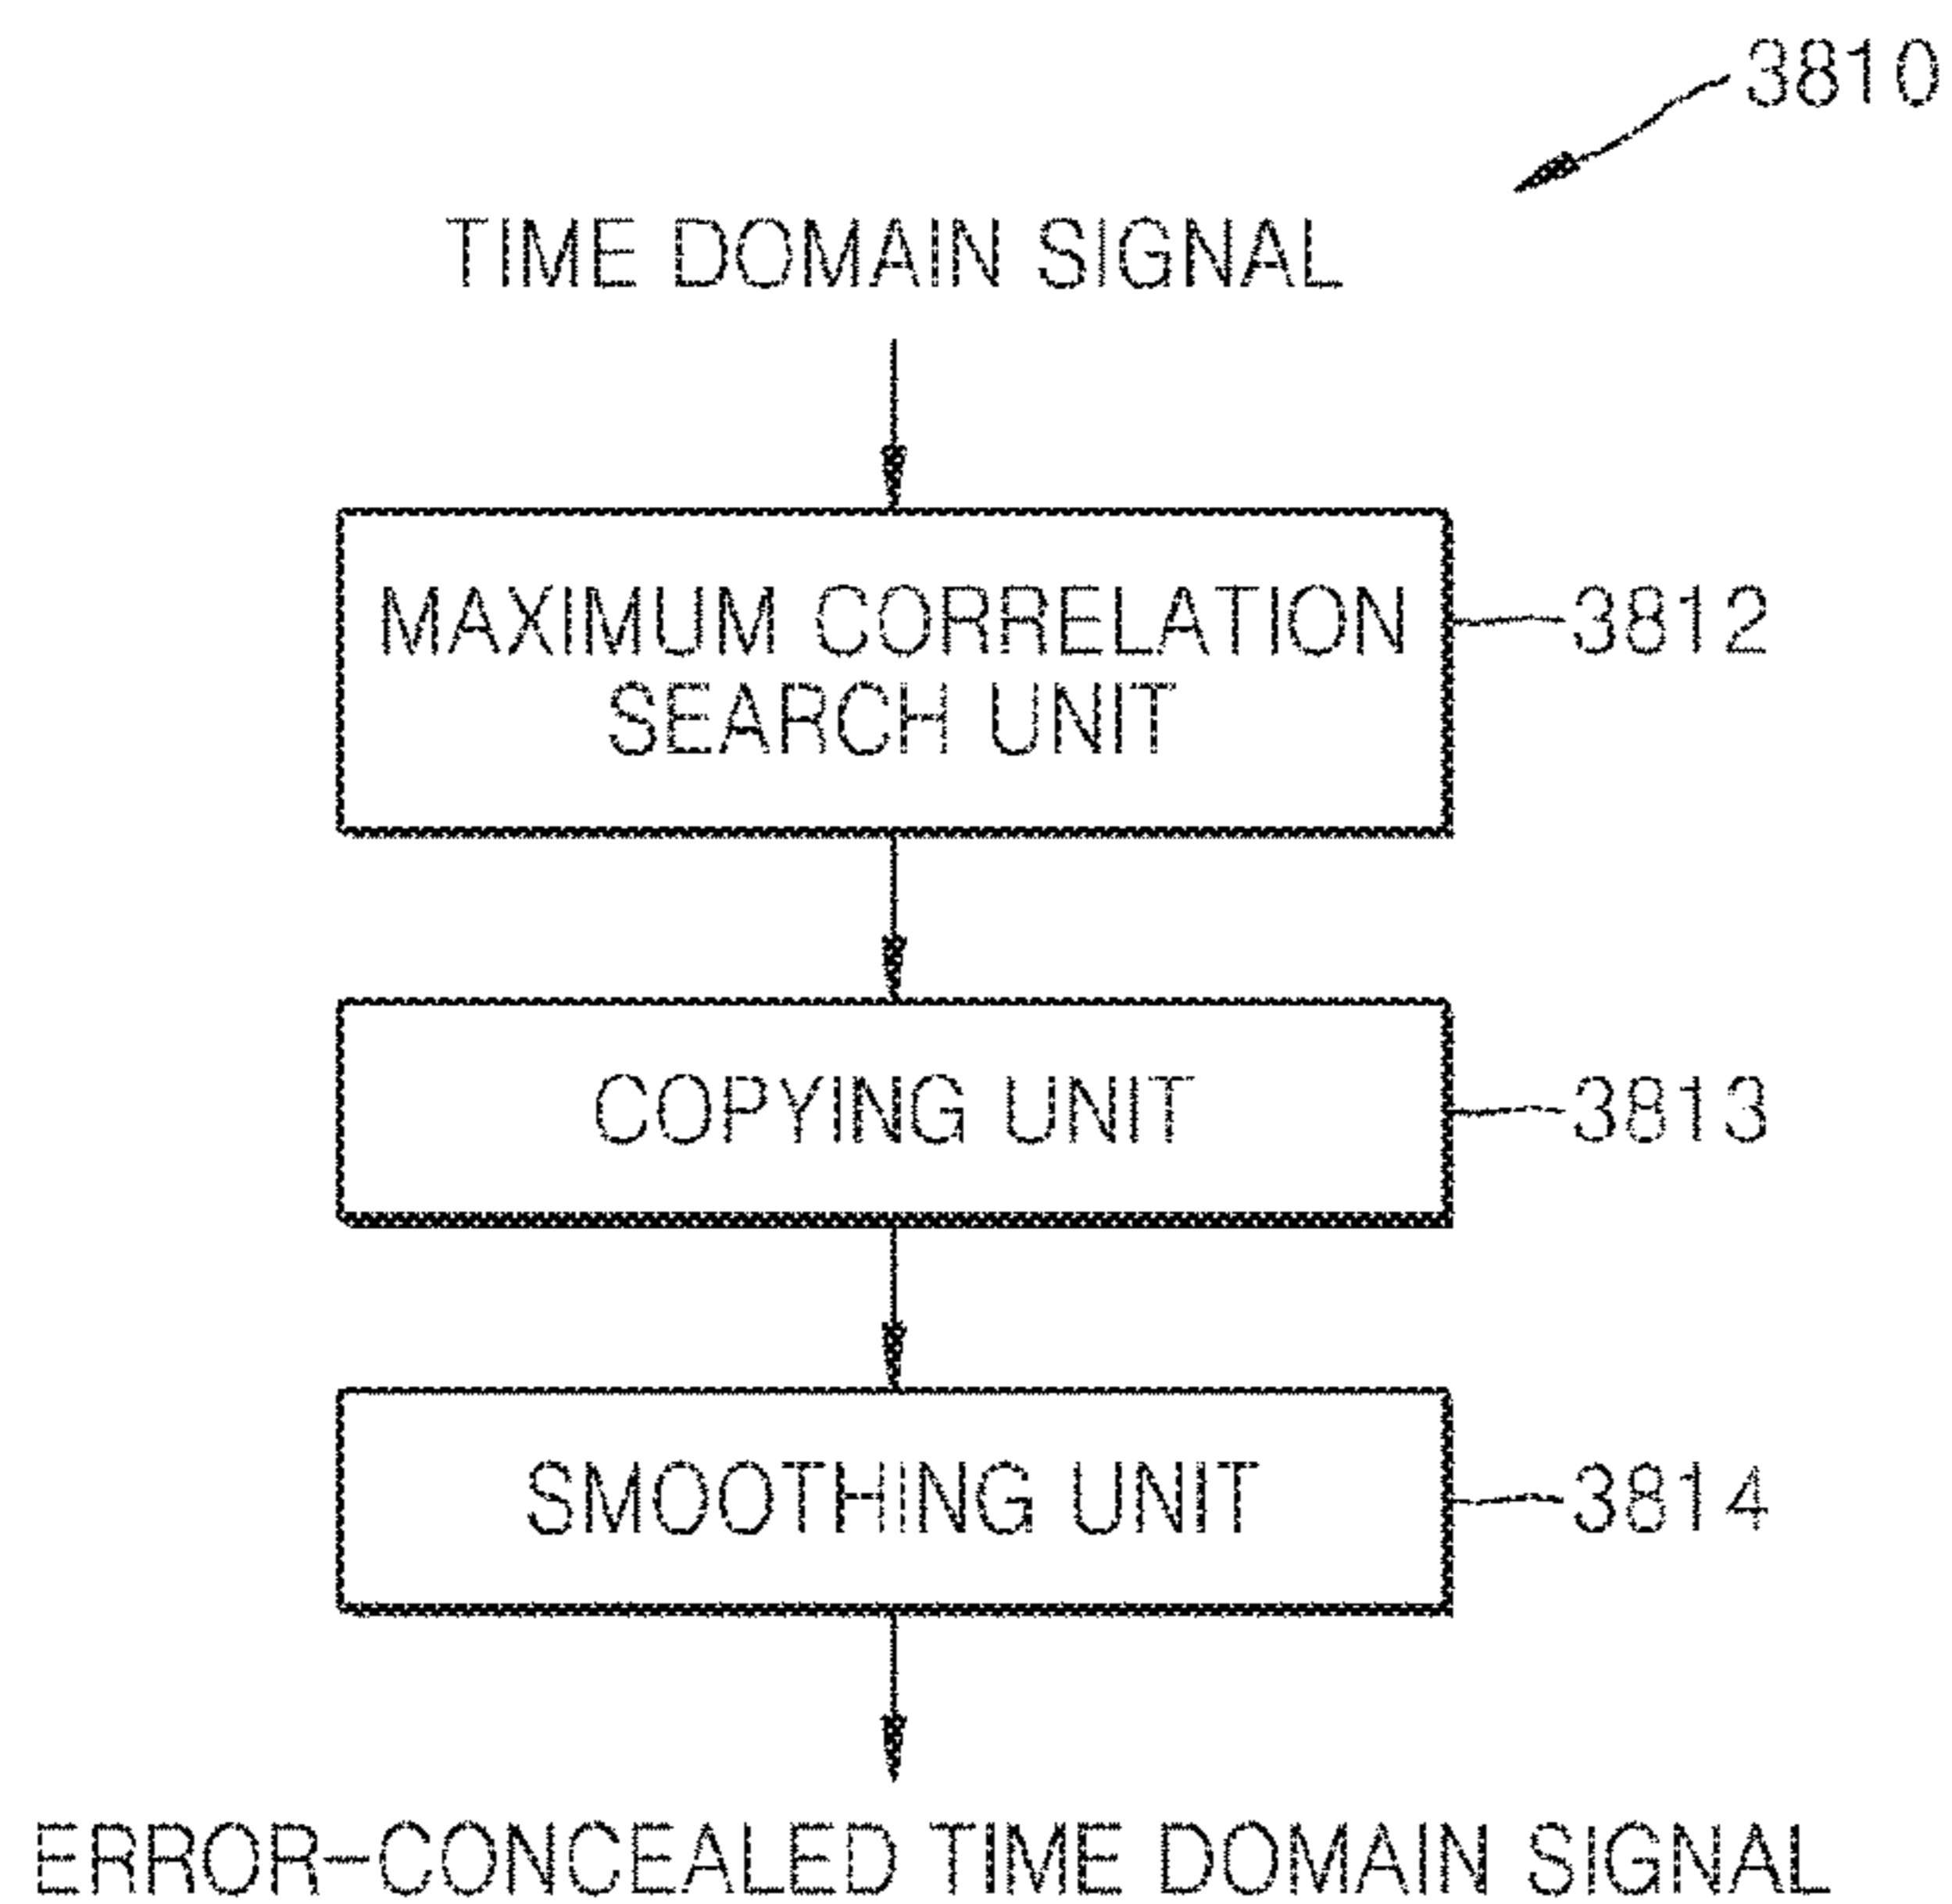 3810
TIME DOMAIN SIGNAL
MAXIMUM CORRELATION
SEARCH UNIT
3812
COPYING UNIT
3813
SMOOTHING UNIT
3814
ERROR-CONCEALED TIME DOMAIN SIGNAL